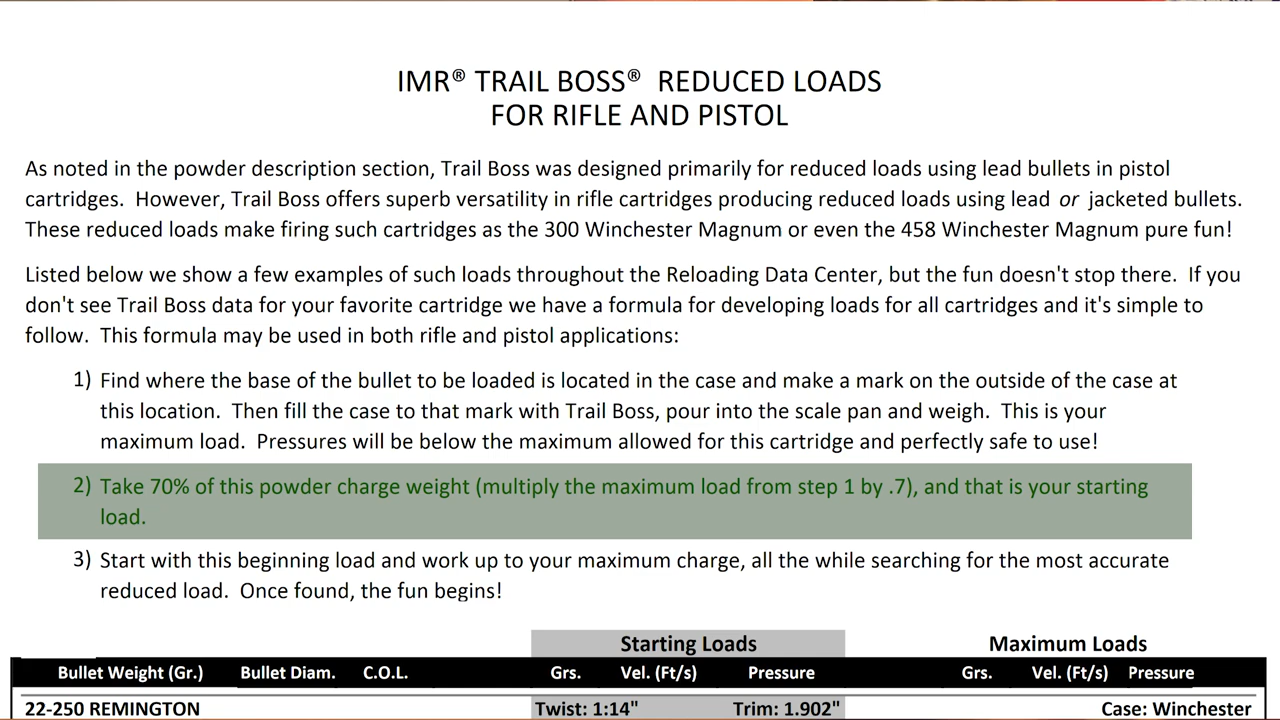 IMR® TRAIL BOSS® REDUCED LOADS
FOR RIFLE AND PISTOL
As noted in the powder description section, Trail Boss was designed primarily for reduced loads using lead bullets in pistol
cartridges. However, Trail Boss offers superb versatility in rifle cartridges producing reduced loads using lead or jacketed bullets.
These reduced loads make firing such cartridges as the 300 Winchester Magnum or even the 458 Winchester Magnum pure fun!
Listed below we show a few examples of such loads throughout the Reloading Data Center, but the fun doesn't stop there. If you
don't see Trail Boss data for your favorite cartridge we have a formula for developing loads for all cartridges and it's simple to
follow. This formula may be used in both rifle and pistol applications:
1) Find where the base of the bullet to be loaded is located in the case and make a mark on the outside of the case at
this location. Then fill the case to that mark with Trail Boss, pour into the scale pan and weigh. This is your
maximum load. Pressures will be below the maximum allowed for this cartridge and perfectly safe to use!
2) Take 70% of this powder charge weight (multiply the maximum load from step 1 by .7), and that is your starting
load.
3) Start with this beginning load and work up to your maximum charge, all the while searching for the most accurate
reduced load. Once found, the fun begins!
Starting Loads Maximum Loads
Bullet Weight (Gr.) Bullet Diam. C.O.L. Grs. Vel. (Ft/s) Pressure Grs. Vel. (Ft/s) Pressure
22-250 REMINGTON Twist: 1:14" Trim: 1.902" Case: Winchester